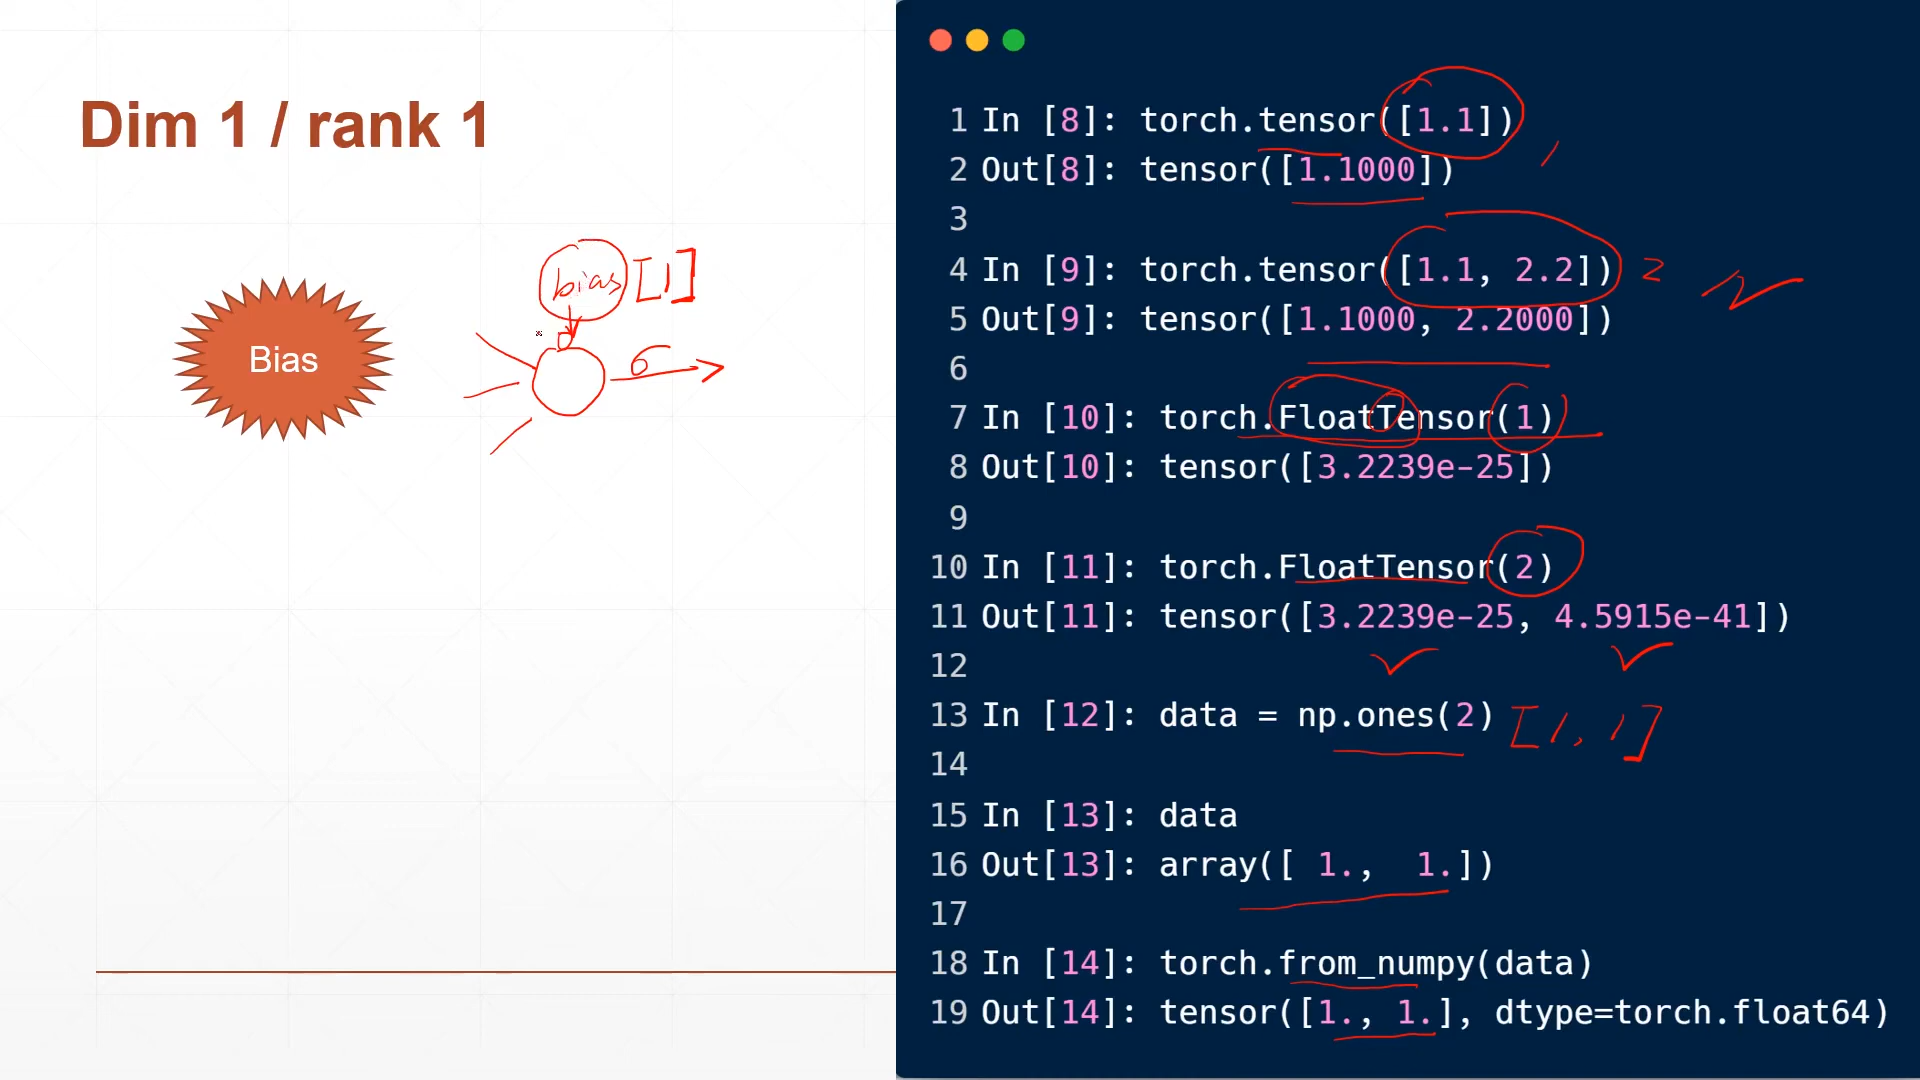 Dim 1 / rank 1
bias [1]
Bias
σ
1 In [8]: torch.tensor([1.1])
2 Out[8]: tensor([1.1000])
3
4 In [9]: torch.tensor([1.1, 2.2]) 2
5 Out[9]: tensor([1.1000, 2.2000])
6
7 In [10]: torch.FloatTensor(1)
8 Out[10]: tensor([3.2239e-25])
9
10 In [11]: torch.FloatTensor(2)
11 Out[11]: tensor([3.2239e-25, 4.5915e-41])
12
13 In [12]: data = np.ones(2) [1, 1]
14
15 In [13]: data
16 Out[13]: array([ 1.,  1.])
17
18 In [14]: torch.from_numpy(data)
19 Out[14]: tensor([1., 1.], dtype=torch.float64)